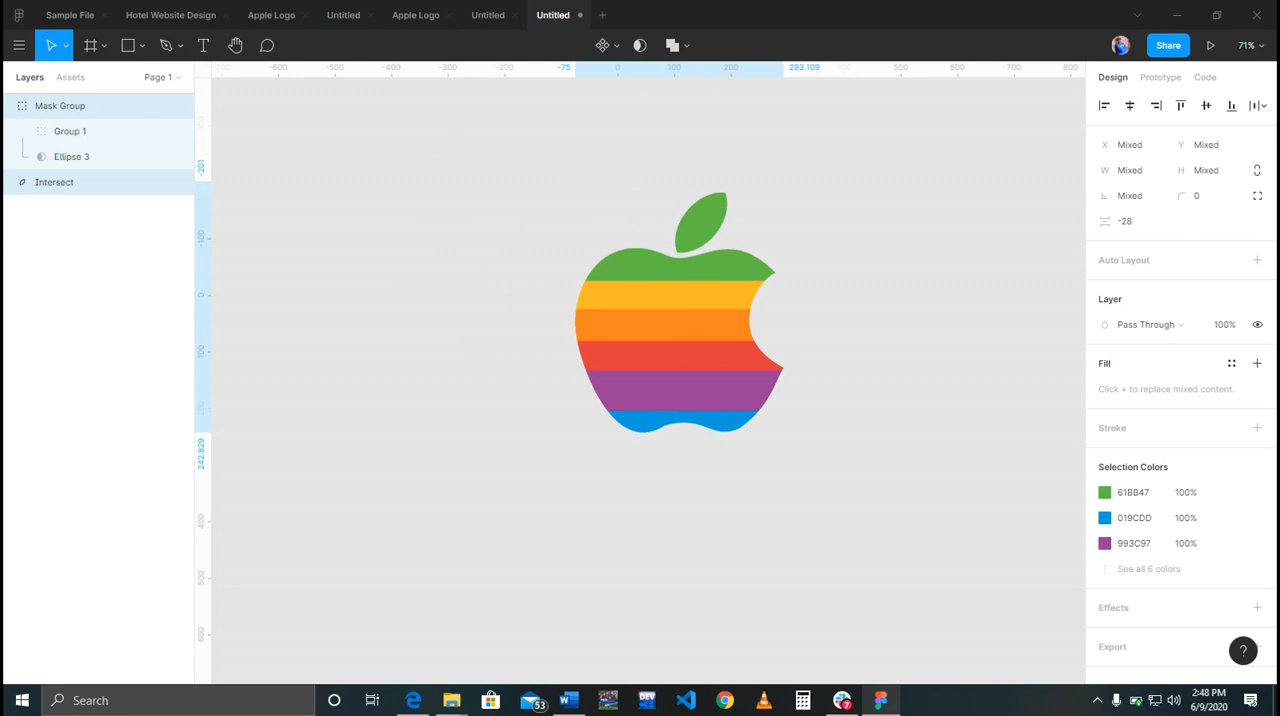 Sample File Hotel Website Design Apple Logo Untitled Apple Logo Untitled Untitled
Share 71%
Layers Assets Page 1
Mask Group
Group 1
Ellipse 3
Intersect
-600 -500 -400 -300 -200 -75 0 100 200 293.109 500 600 700 800
-201
-100
0
100
200
242.829
400
500
600
Design Prototype Code
X Mixed Y Mixed
W Mixed H Mixed
Mixed 0
-28
Auto Layout
Layer
Pass Through 100%
Fill
Click + to replace mixed content.
Stroke
Selection Colors
61BB47 100%
019CDD 100%
993C97 100%
See all 6 colors
Effects
Export
?
Search
53
DEV
7
2:48 PM
6/9/2020